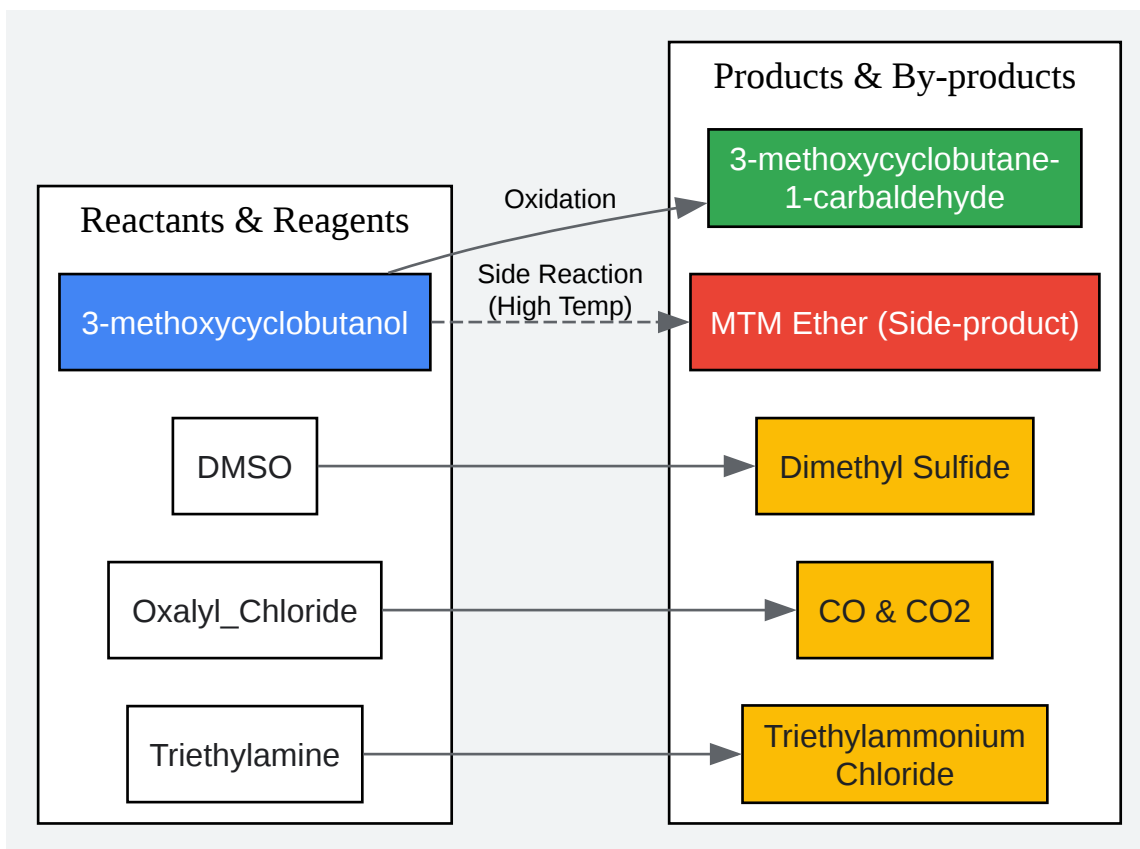 Reactants & Reagents
3-methoxycyclobutanol
DMSO
Oxalyl_Chloride
Triethylamine
Oxidation
Side Reaction
(High Temp)
Products & By-products
3-methoxycyclobutane-
1-carbaldehyde
MTM Ether (Side-product)
Dimethyl Sulfide
CO & CO2
Triethylammonium
Chloride